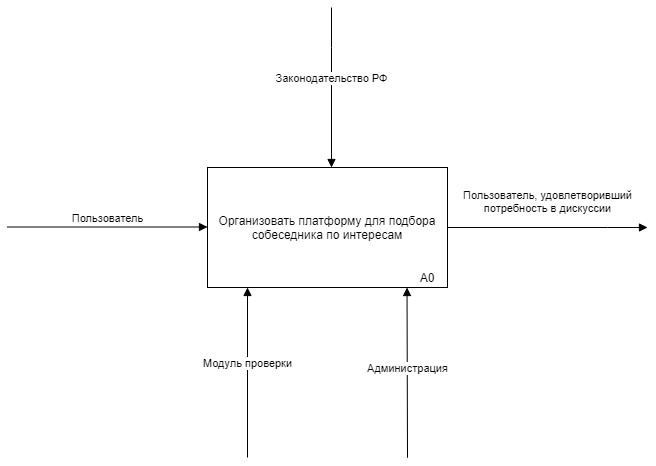 Законодательство РФ
Пользователь, удовлетворивший
потребность в дискуссии
Пользователь
Организовать платформу для подбора
собеседника по интересам
A0
Модуль проверки
Администрация